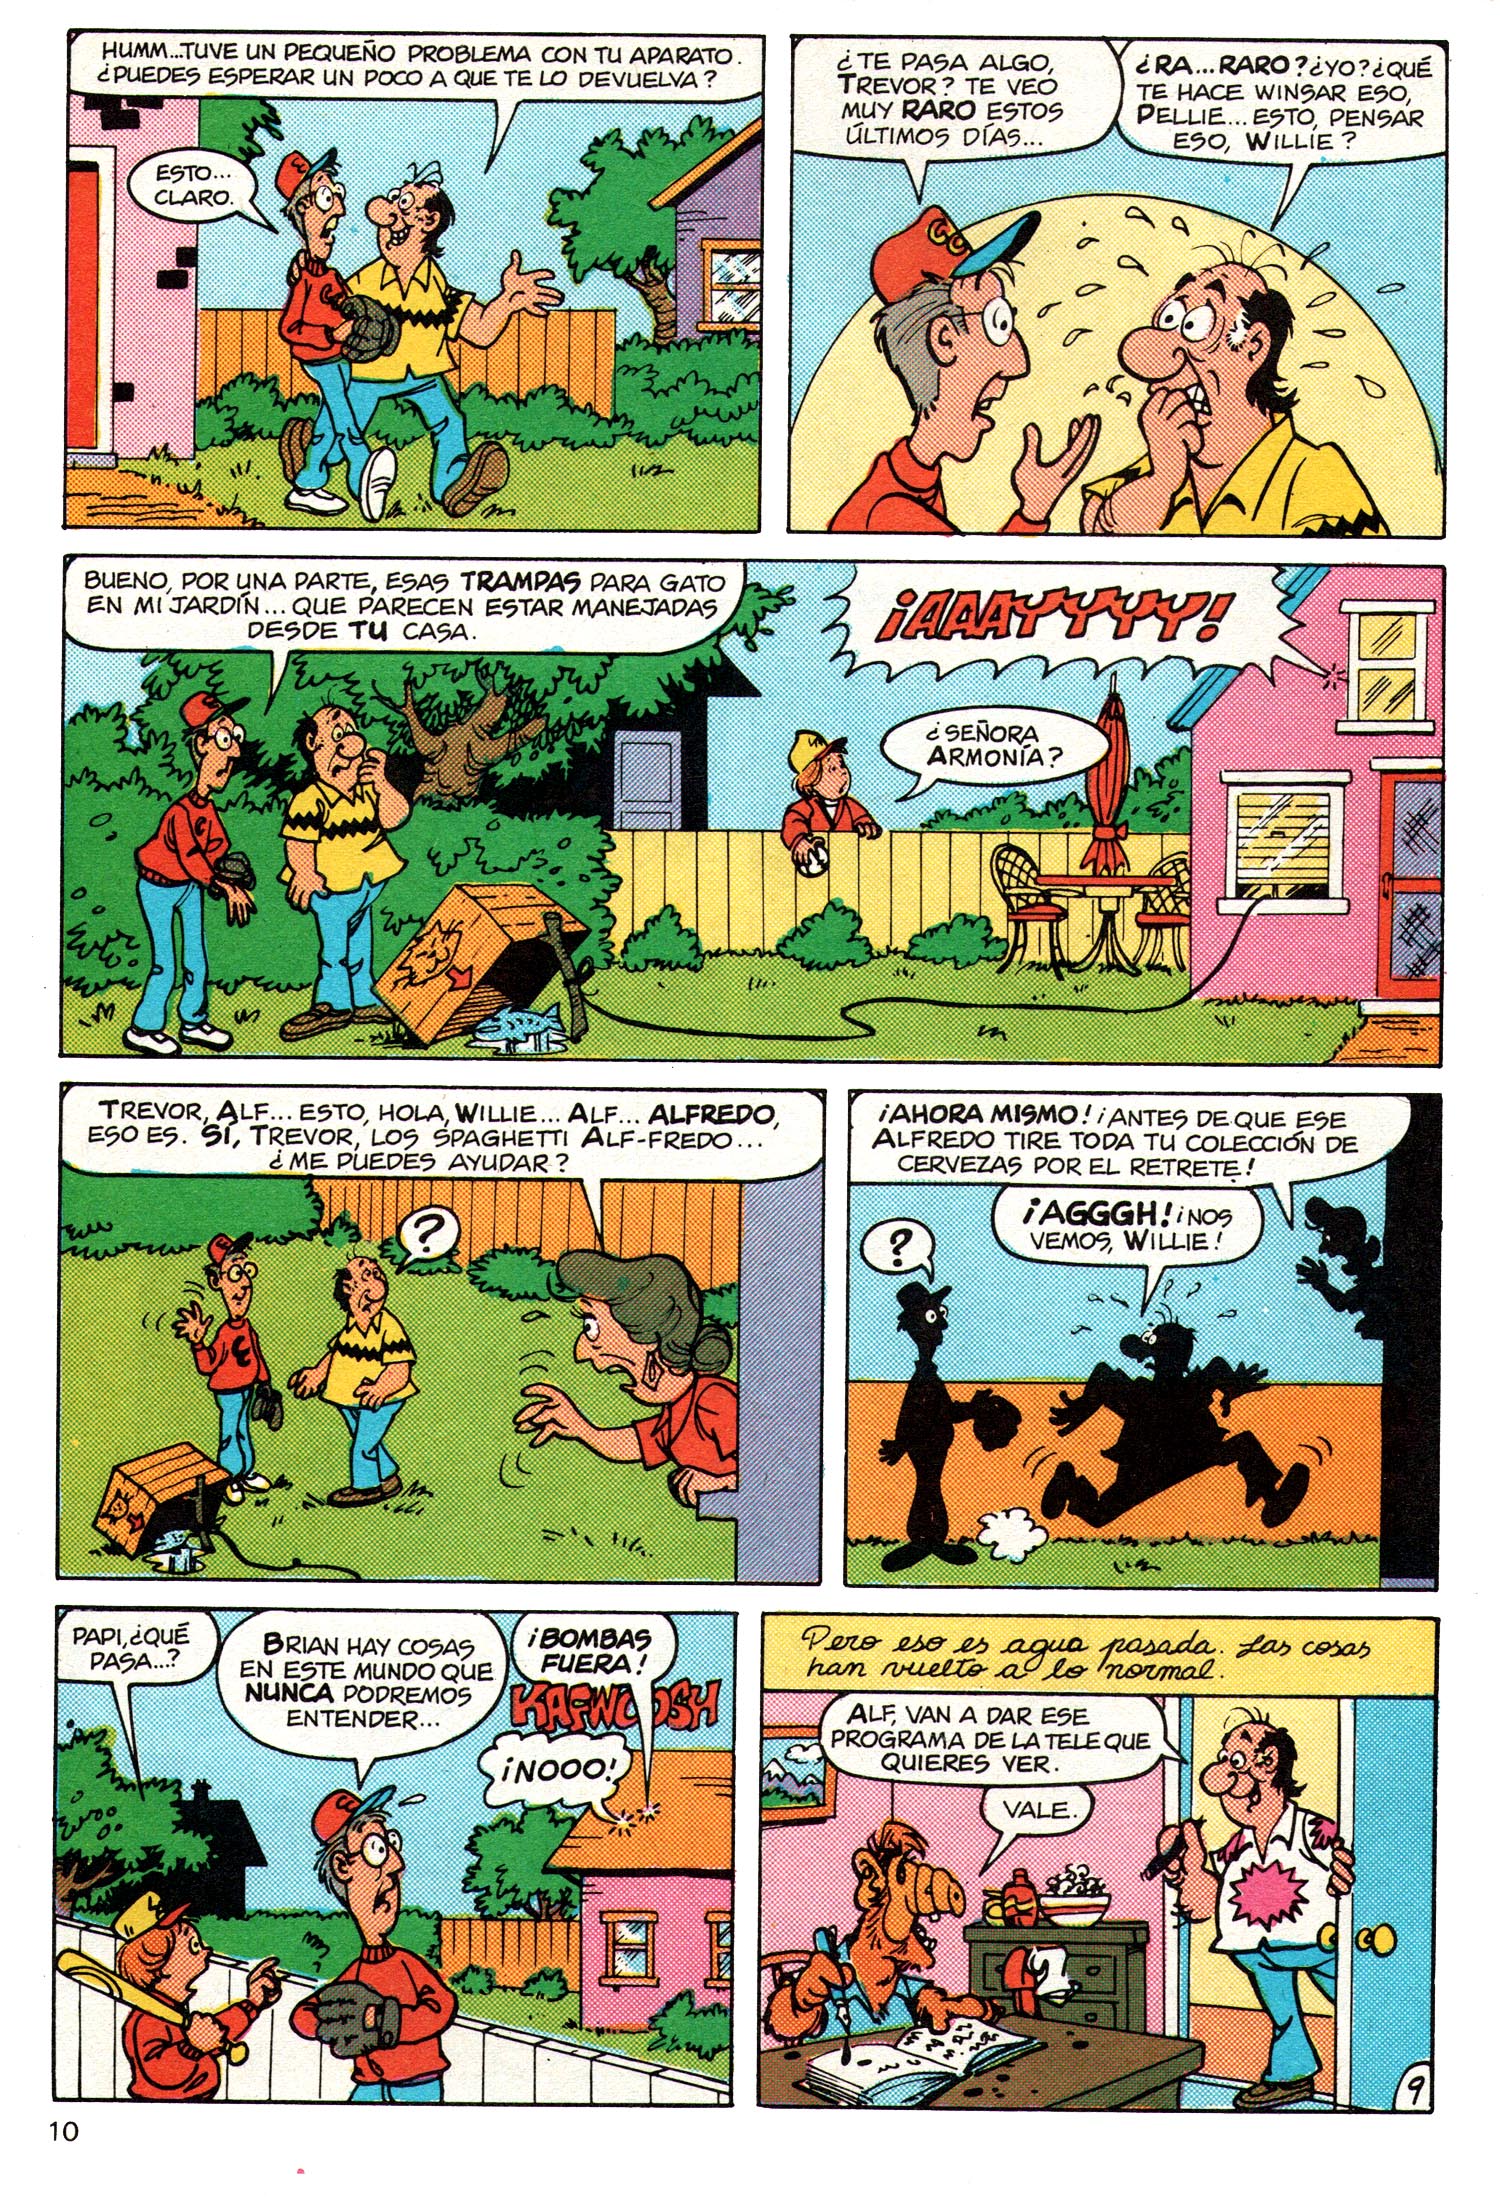 HUMM...TUVE UN PEQUEÑO PROBLEMA CON TU APARATO.
¿PUEDES ESPERAR UN POCO A QUE TE LO DEVUELVA?
ESTO...
CLARO.
¿TE PASA ALGO,
TREVOR? TE VEO
MUY RARO ESTOS
ÚLTIMOS DÍAS...
¿RA...RARO?¿YO?¿QUÉ
TE HACE WINSAR ESO,
PELLIE...ESTO, PENSAR
ESO, WILLIE?
BUENO, POR UNA PARTE, ESAS TRAMPAS PARA GATO
EN MI JARDÍN... QUE PARECEN ESTAR MANEJADAS
DESDE TU CASA.
¡AAAYYYYY!
¿SEÑORA
ARMONÍA?
TREVOR, ALF... ESTO, HOLA, WILLIE... ALF... ALFREDO,
ESO ES. SÍ, TREVOR, LOS SPAGHETTI ALF-FREDO...
¿ME PUEDES AYUDAR?
?
¡AHORA MISMO! ¡ANTES DE QUE ESE
ALFREDO TIRE TODA TU COLECCIÓN DE
CERVEZAS POR EL RETRETE!
¡AGGGH! ¡NOS
VEMOS, WILLIE!
?
PAPI,¿QUÉ
PASA...?
BRIAN HAY COSAS
EN ESTE MUNDO QUE
NUNCA PODREMOS
ENTENDER...
¡BOMBAS
FUERA!
KAFWOOSH
¡NOOO!
Pero eso es agua pasada. Las cosas
han vuelto a lo normal.
ALF, VAN A DAR ESE
PROGRAMA DE LA TELE QUE
QUIERES VER.
VALE.
9
10